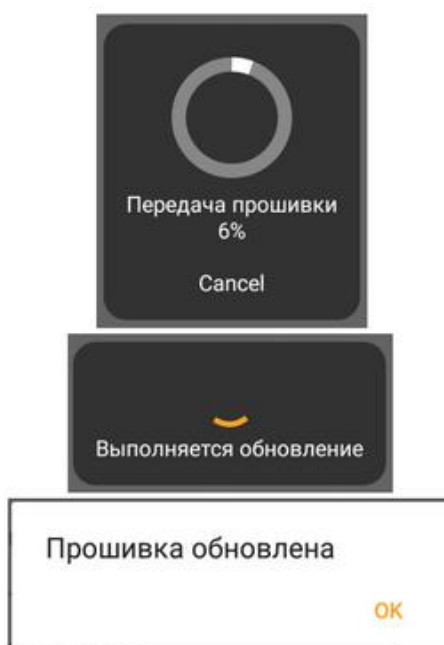 Передача прошивки
6%
Cancel
Выполняется обновление
Прошивка обновлена
OK